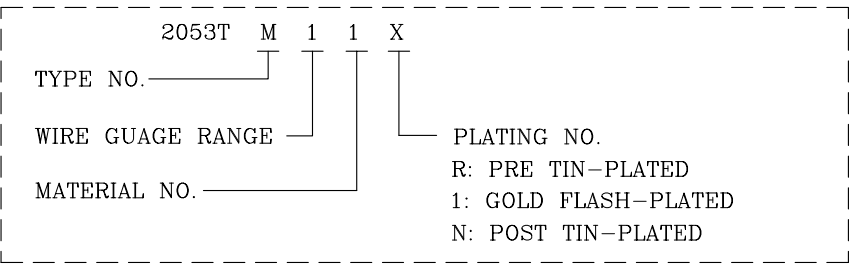 2053T M 1 1 X
TYPE NO.
WIRE GUAGE RANGE
PLATING NO.
R: PRE TIN-PLATED
MATERIAL NO.
1: GOLD FLASH-PLATED
N: POST TIN-PLATED